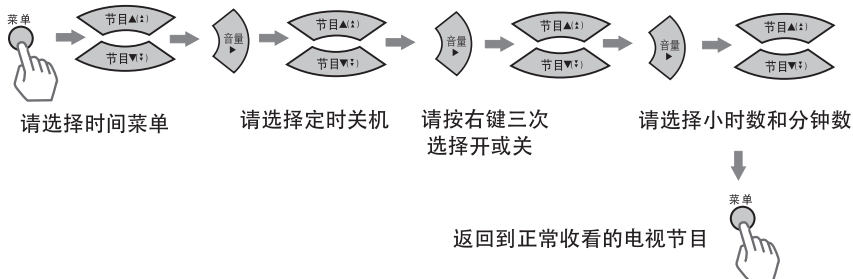 菜单
节目▲(⯭)
节目▼(⯯)
音量▶
节目▲(⯭)
节目▼(⯯)
音量▶
节目▲(⯭)
节目▼(⯯)
音量▶
节目▲(⯭)
节目▼(⯯)
请选择时间菜单
请选择定时关机
请按右键三次
选择开或关
请选择小时数和分钟数
菜单
返回到正常收看的电视节目